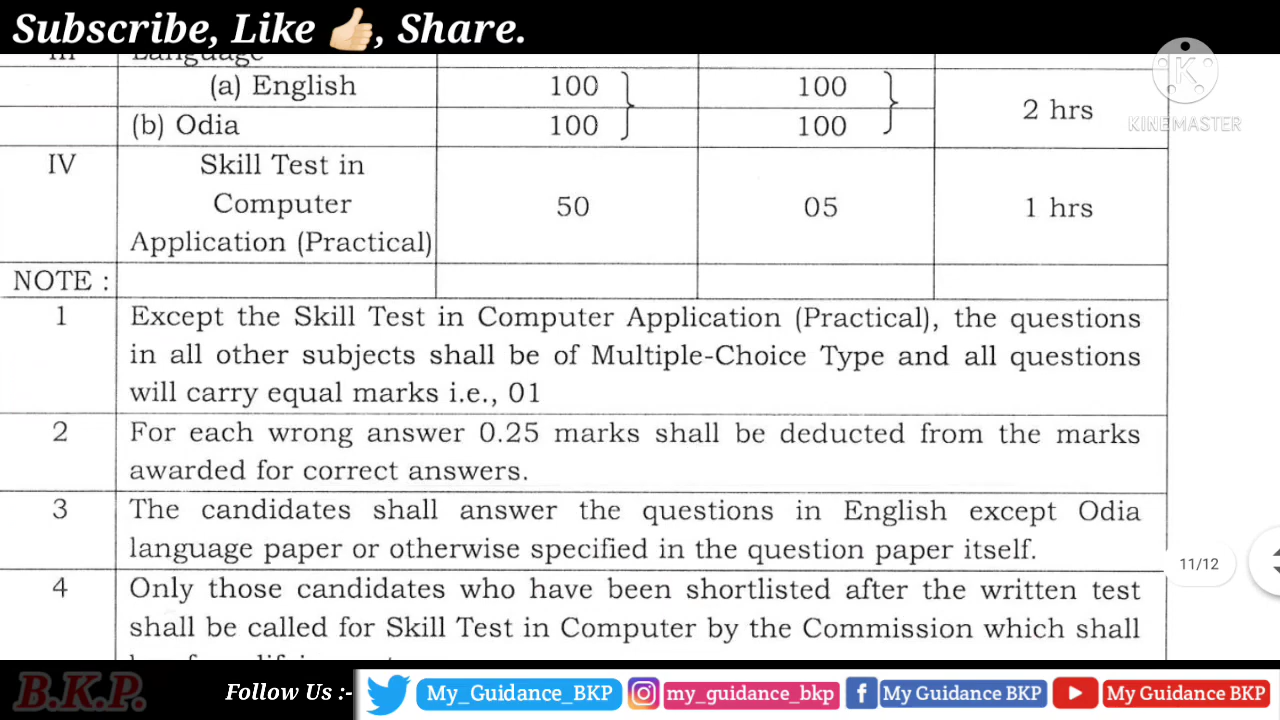 Subscribe, Like 👍🏻, Share.
III Language
(a) English 100 100
2 hrs
(b) Odia 100 100
IV Skill Test in
Computer 50 05 1 hrs
Application (Practical)
NOTE :
1 Except the Skill Test in Computer Application (Practical), the questions
in all other subjects shall be of Multiple-Choice Type and all questions
will carry equal marks i.e., 01
2 For each wrong answer 0.25 marks shall be deducted from the marks
awarded for correct answers.
3 The candidates shall answer the questions in English except Odia
language paper or otherwise specified in the question paper itself.
4 Only those candidates who have been shortlisted after the written test
shall be called for Skill Test in Computer by the Commission which shall
K
KINEMASTER
11/12
B.K.P.
Follow Us :- My_Guidance_BKP my_guidance_bkp My Guidance BKP My Guidance BKP